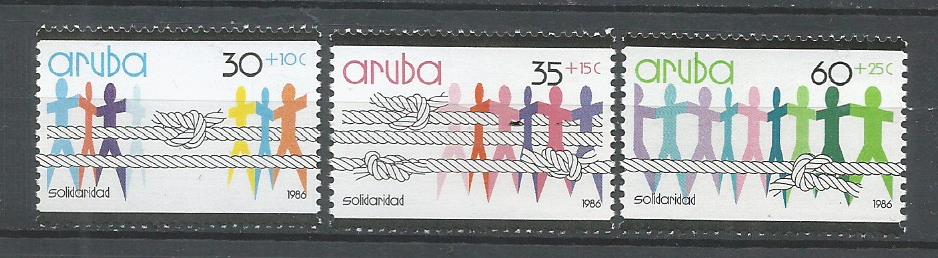 aruba 30 +10c
solidaridad 1986
aruba 35 +15c
solidaridad 1986
aruba 60 +25c
solidaridad 1986